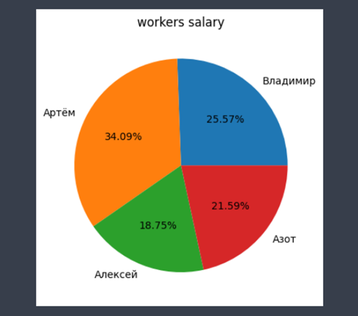 workers salary
Владимир
25.57%
Артём
34.09%
21.59%
18.75%
Азот
Алексей